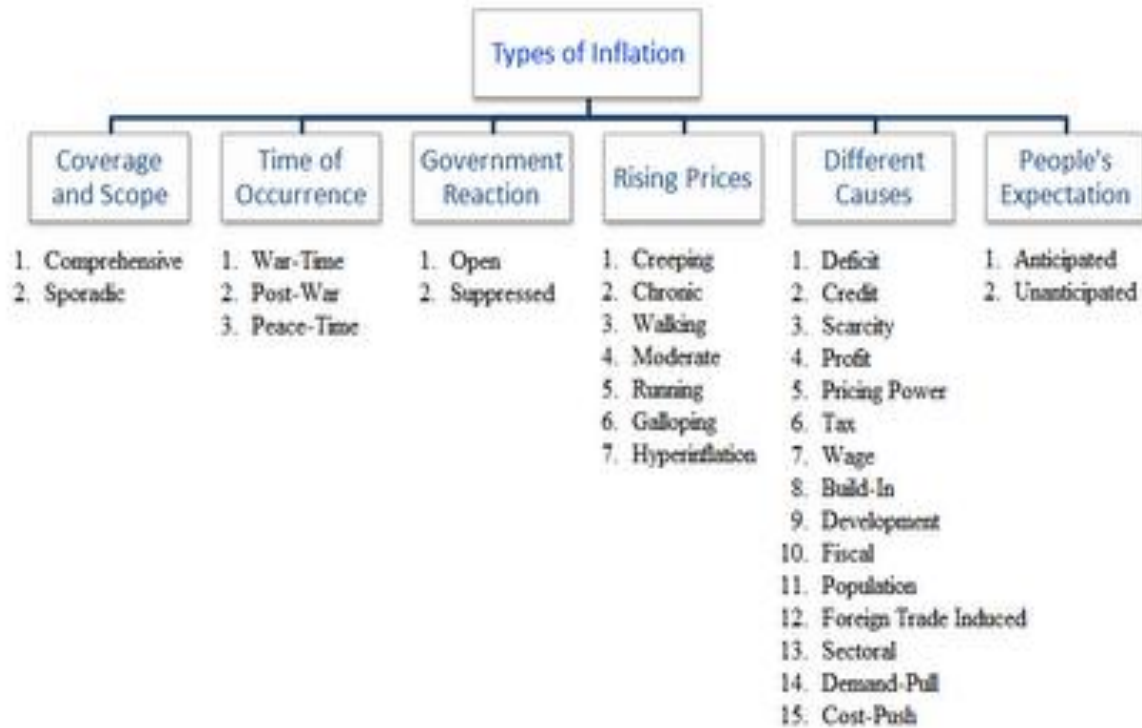 Types of Inflation
Coverage
and Scope
1. Comprehensive
2. Sporadic
Time of
Occurrence
1. War-Time
2. Post-War
3. Peace-Time
Government
Reaction
1. Open
2. Suppressed
Rising Prices
1. Creeping
2. Chronic
3. Walking
4. Moderate
5. Running
6. Galloping
7. Hyperinflation
Different
Causes
1. Deficit
2. Credit
3. Scarcity
4. Profit
5. Pricing Power
6. Tax
7. Wage
8. Build-In
9. Development
10. Fiscal
11. Population
12. Foreign Trade Induced
13. Sectoral
14. Demand-Pull
15. Cost-Push
People's
Expectation
1. Anticipated
2. Unanticipated